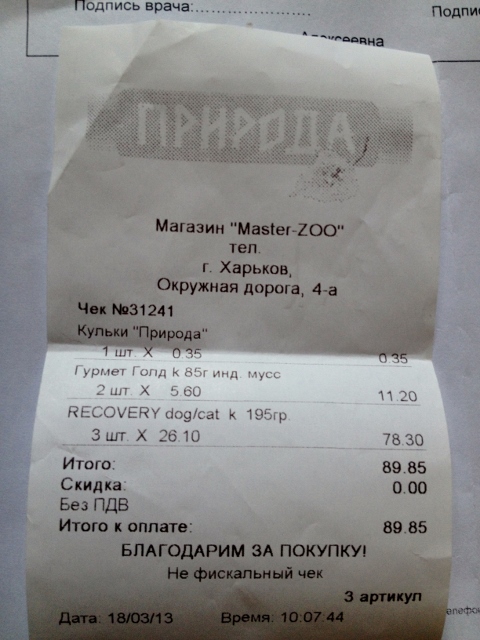 Подпись врача:
Подпи
Алексеевна
ПРИРОДА
Магазин "Master-ZOO"
тел.
г. Харьков,
Окружная дорога, 4-а
Чек №31241
Кульки "Природа"
1 шт. X 0.35 0.35
Гурмет Голд k 85г инд. мусс
2 шт. X 5.60 11.20
RECOVERY dog/cat k 195гр.
3 шт. X 26.10 78.30
Итого: 89.85
Скидка: 0.00
Без ПДВ
Итого к оплате: 89.85
БЛАГОДАРИМ ЗА ПОКУПКУ!
Не фискальный чек
3 артикул
Дата: 18/03/13 Время: 10:07:44